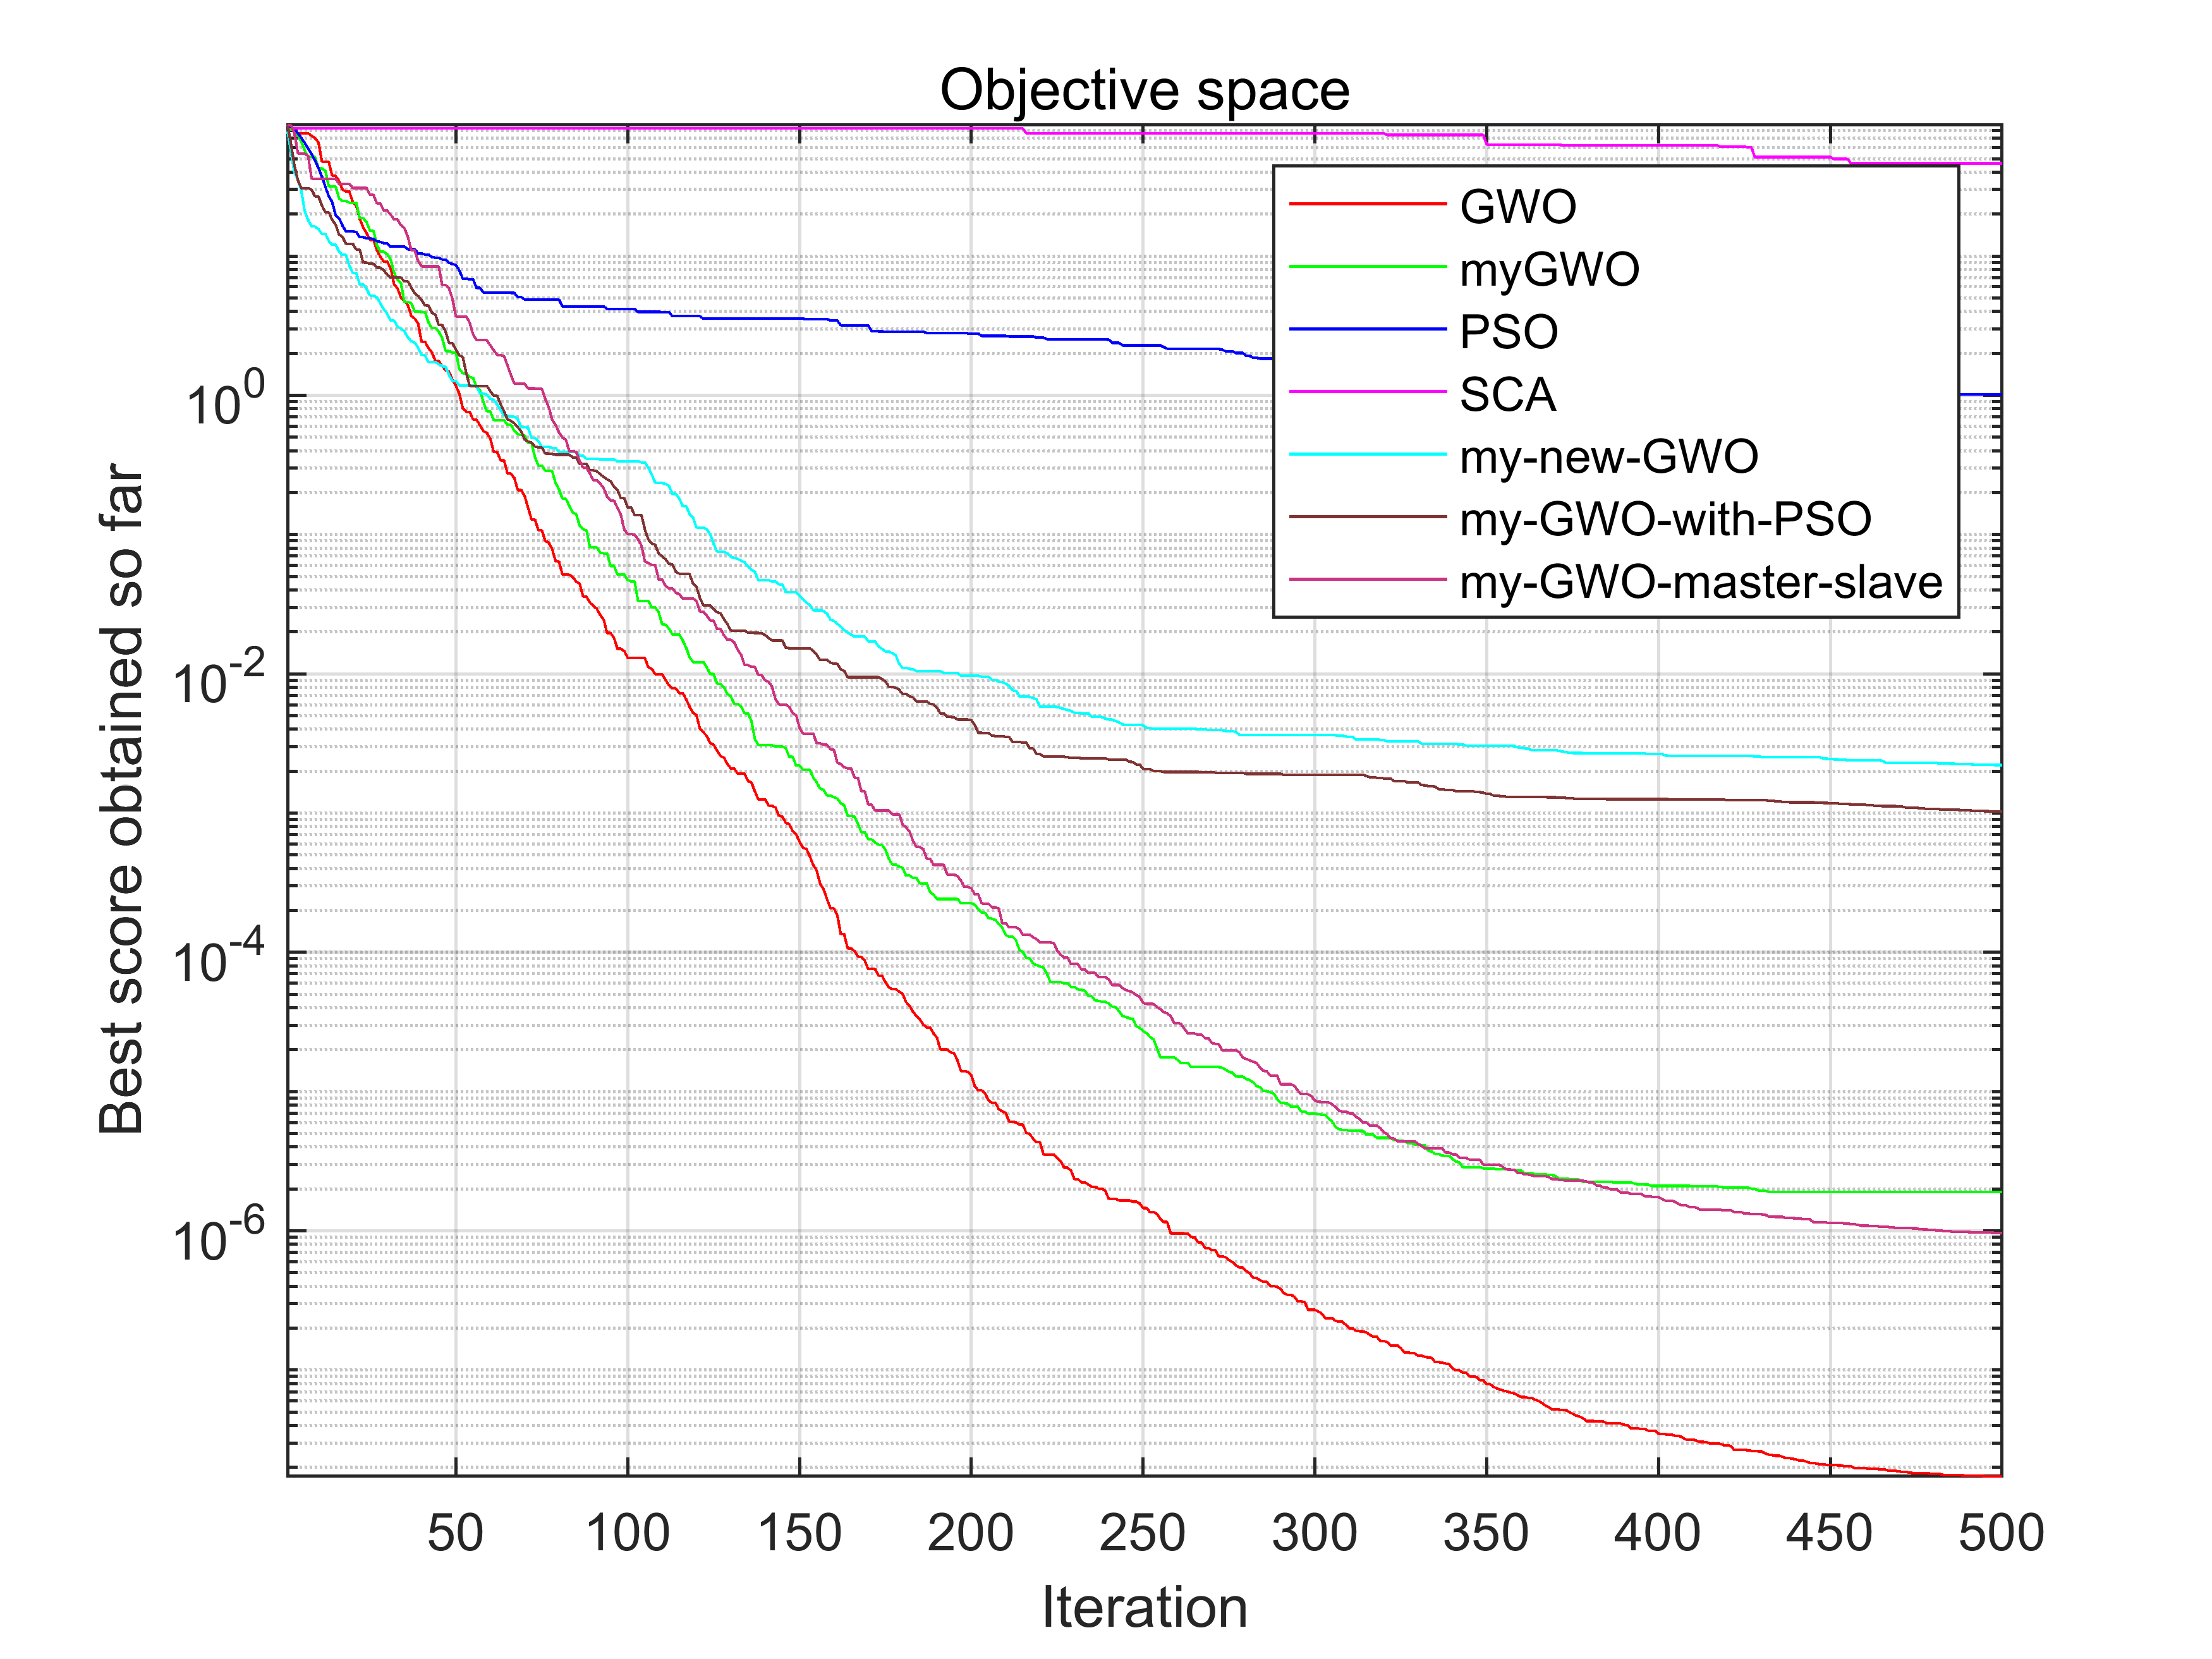 Objective space
Best score obtained so far
10^0
10^-2
10^-4
10^-6
GWO
myGWO
PSO
SCA
my-new-GWO
my-GWO-with-PSO
my-GWO-master-slave
50 100 150 200 250 300 350 400 450 500
Iteration